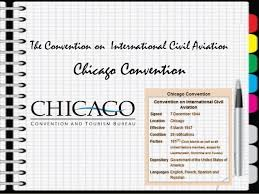 The Convention on International Civil Aviation
Chicago Convention
CHICAGO
CONVENTION AND TOURISM BUREAU
Chicago Convention
Convention on International Civil Aviation
Signed 7 December 1944
Location Chicago
Effective 5 March 1947
Condition 26 ratifications
Parties
Depositary Government of the United States of America
Languages English, French, Spanish and Russian